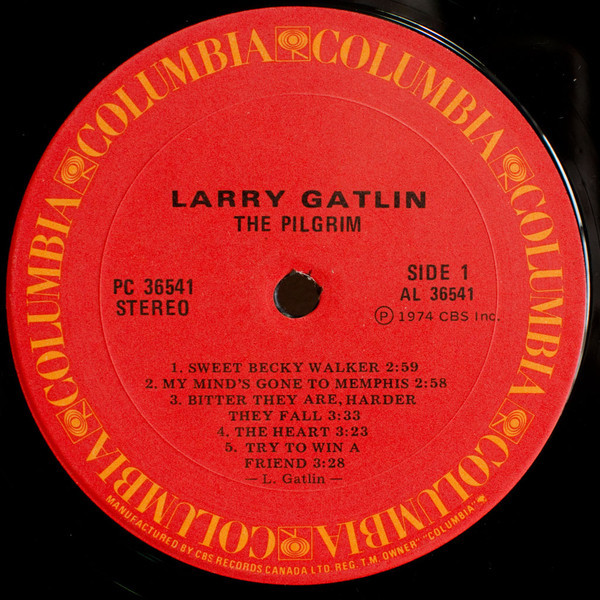 COLUMBIA COLUMBIA COLUMBIA COLUMBIA COLUMBIA COLUMBIA COLUMBIA
LARRY GATLIN
THE PILGRIM
PC 36541
STEREO
SIDE 1
AL 36541
Ⓟ 1974 CBS Inc.
1. SWEET BECKY WALKER 2:59
2. MY MIND'S GONE TO MEMPHIS 2:58
3. BITTER THEY ARE, HARDER
THEY FALL 3:33
4. THE HEART 3:23
5. TRY TO WIN A
FRIEND 3:28
— L. Gatlin —
MANUFACTURED BY CBS RECORDS CANADA LTD. REG. T.M. OWNER "COLUMBIA".